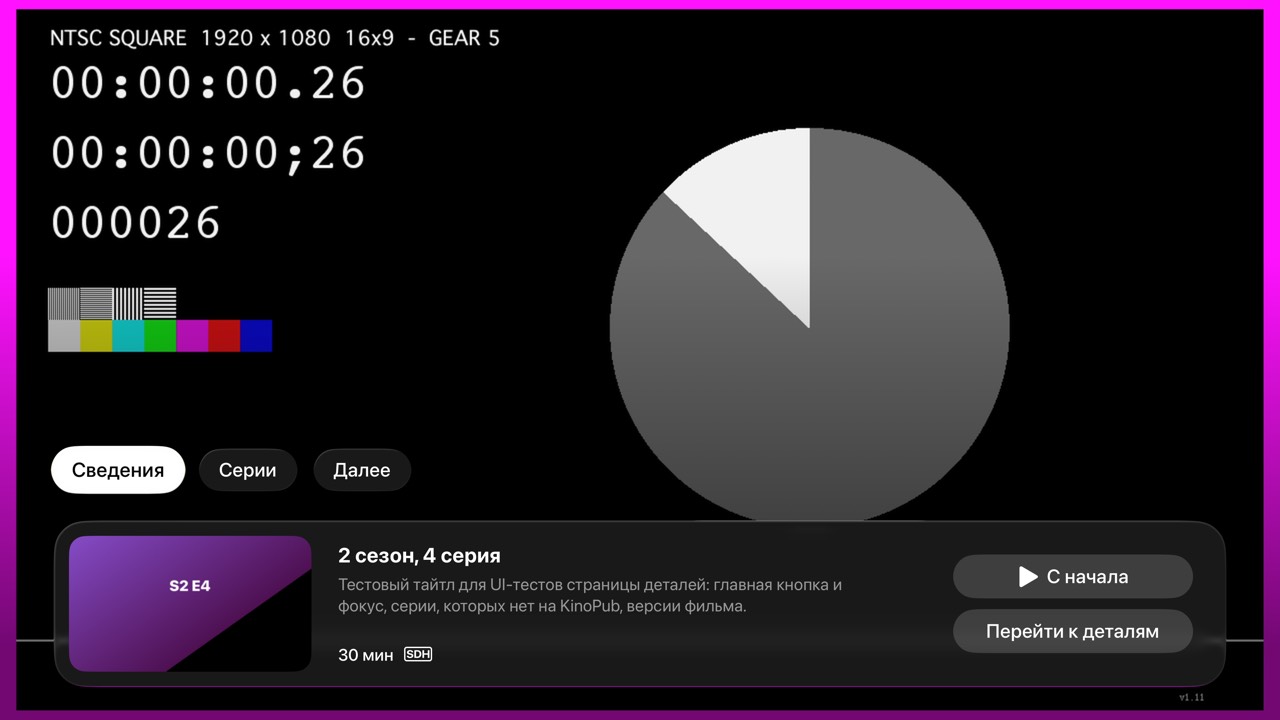 NTSC SQUARE 1920 x 1080 16x9 - GEAR 5
00:00:00.26
00:00:00;26
000026
Сведения
Серии
Далее
S2 E4
2 сезон, 4 серия
Тестовый тайтл для UI-тестов страницы деталей: главная кнопка и
фокус, серии, которых нет на KinoPub, версии фильма.
30 мин SDH
С начала
Перейти к деталям
v1.11